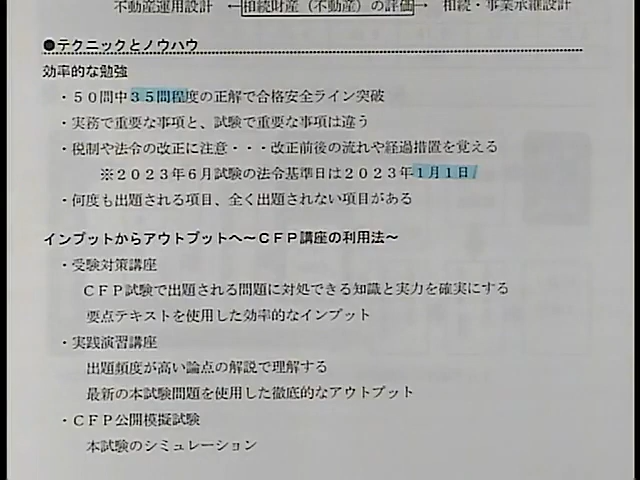 不動産運用設計 ←相続財産（不動産）の評価→ 相続・事業承継設計
●テクニックとノウハウ
効率的な勉強
・５０問中３５問程度の正解で合格安全ライン突破
・実務で重要な事項と、試験で重要な事項は違う
・税制や法令の改正に注意・・・改正前後の流れや経過措置を覚える
※２０２３年６月試験の法令基準日は２０２３年１月１日
・何度も出題される項目、全く出題されない項目がある
インプットからアウトプットへ～ＣＦＰ講座の利用法～
・受験対策講座
ＣＦＰ試験で出題される問題に対処できる知識と実力を確実にする
要点テキストを使用した効率的なインプット
・実践演習講座
出題頻度が高い論点の解説で理解する
最新の本試験問題を使用した徹底的なアウトプット
・ＣＦＰ公開模擬試験
本試験のシミュレーション